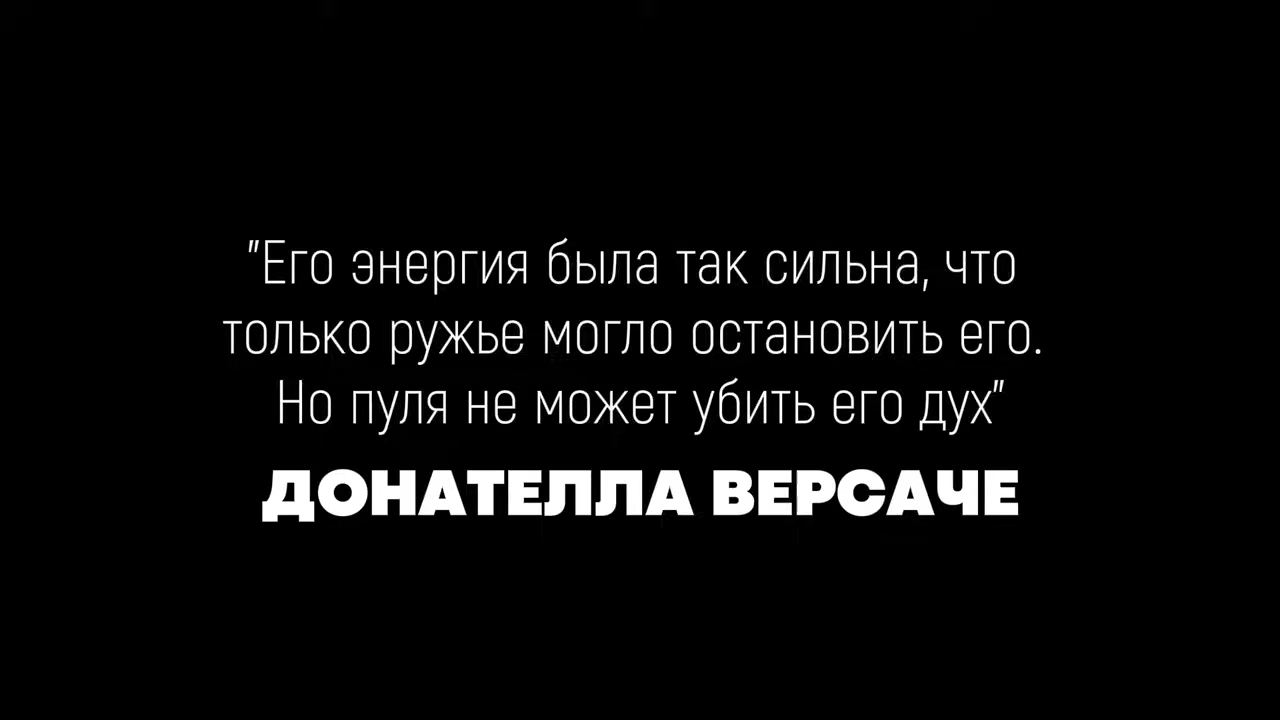 "Его энергия была так сильна, что
только ружье могло остановить его.
Но пуля не может убить его дух"
ДОНАТЕЛЛА ВЕРСАЧЕ